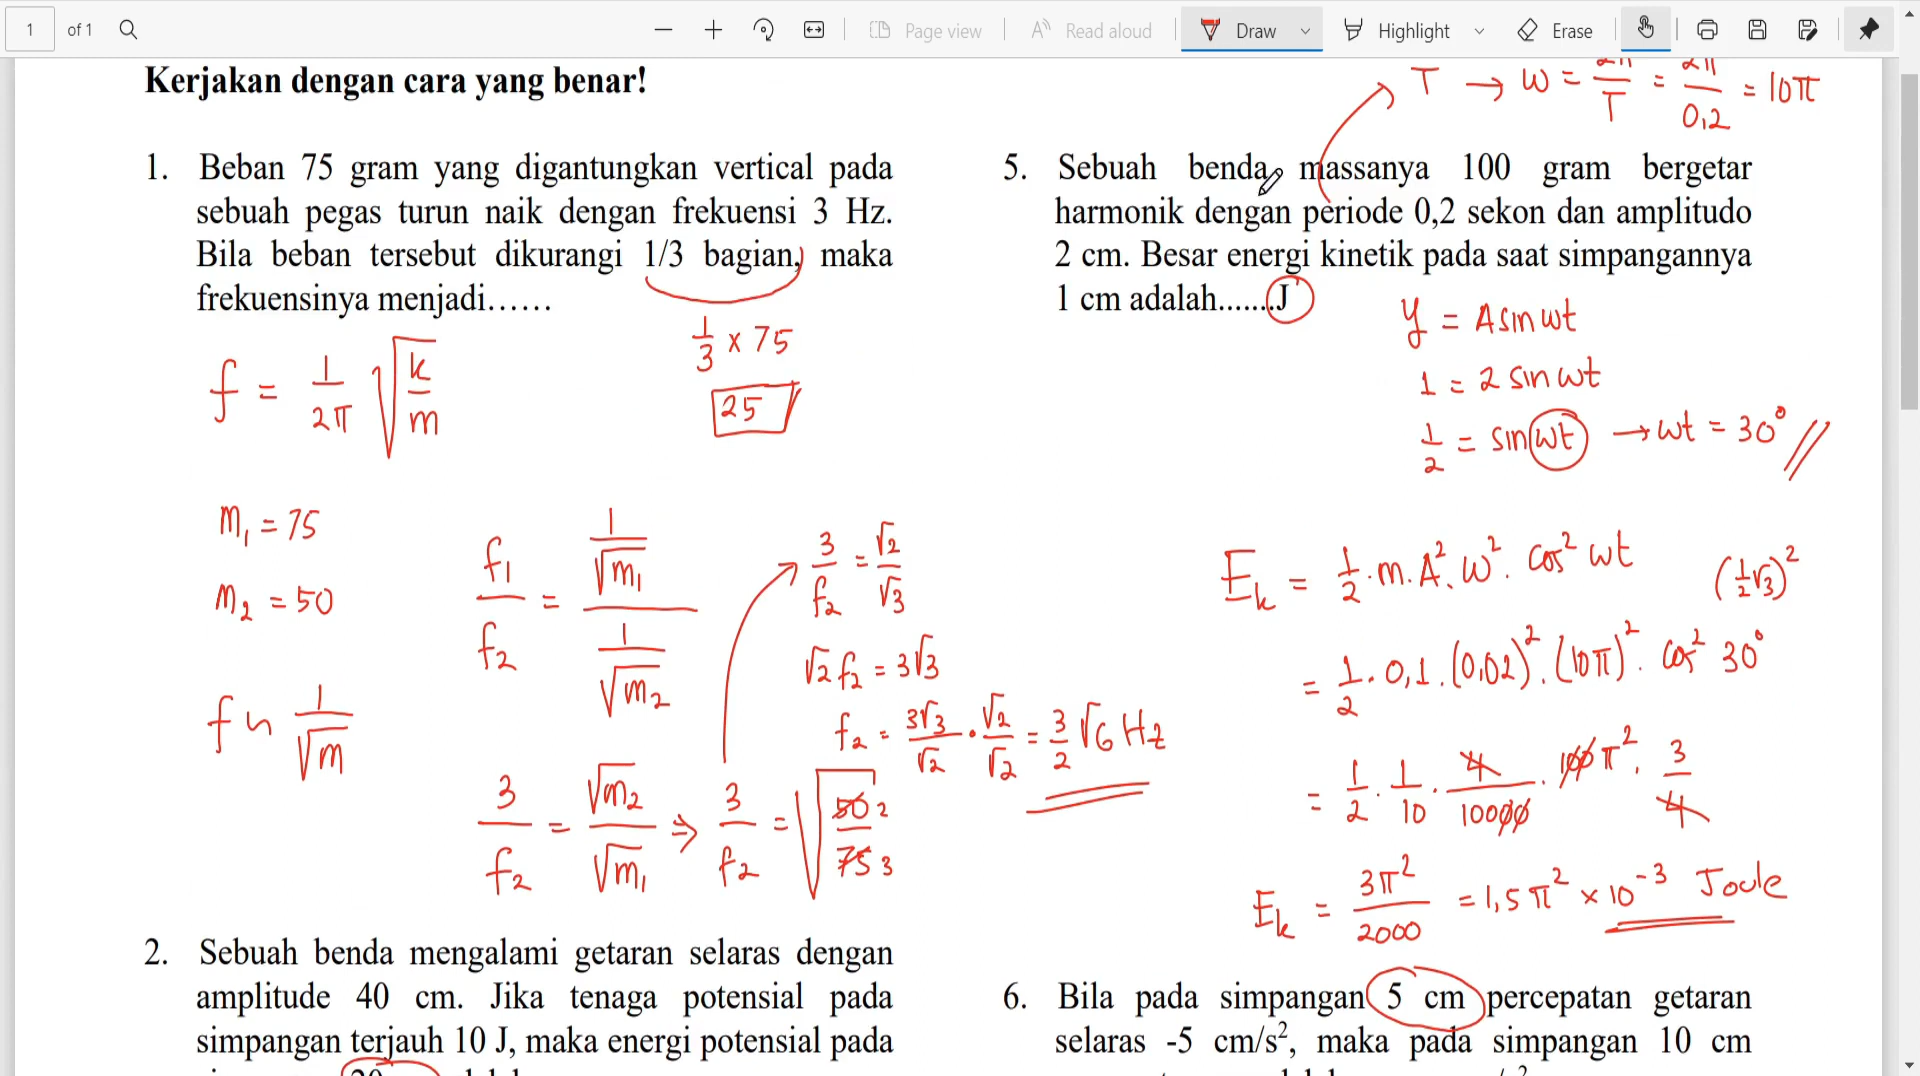 1 of 1 Page view Read aloud Draw Highlight Erase
Kerjakan dengan cara yang benar!
1. Beban 75 gram yang digantungkan vertical pada
sebuah pegas turun naik dengan frekuensi 3 Hz.
Bila beban tersebut dikurangi 1/3 bagian, maka
frekuensinya menjadi......
1/3 x 75
25
f = 1/2π √(k/m)
m₁ = 75
m₂ = 50
f ~ 1/√m
f₁/f₂ = (1/√m₁)/(1/√m₂)
3/f₂ = √m₂/√m₁ ⇒ 3/f₂ = √(50 2/75 3)
3/f₂ = √2/√3
√2 f₂ = 3√3
f₂ = 3√3/√2 · √2/√2 = 3/2 √6 Hz
2. Sebuah benda mengalami getaran selaras dengan
amplitude 40 cm. Jika tenaga potensial pada
simpangan terjauh 10 J, maka energi potensial pada
T → ω = 2π/T = 2π/0,2 = 10π
5. Sebuah benda massanya 100 gram bergetar
harmonik dengan periode 0,2 sekon dan amplitudo
2 cm. Besar energi kinetik pada saat simpangannya
1 cm adalah.......J
y = A sin ωt
1 = 2 sin ωt
1/2 = sin ωt → ωt = 30°
Ek = 1/2 · m · A² · ω² · cos² ωt (1/2√3)²
= 1/2 · 0,1 · (0,02)² · (10π)² · cos² 30°
= 1/2 · 1/10 · 4/10000 · 100π² · 3/4
Ek = 3π²/2000 = 1,5 π² × 10⁻³ Joule
6. Bila pada simpangan 5 cm percepatan getaran
selaras -5 cm/s², maka pada simpangan 10 cm